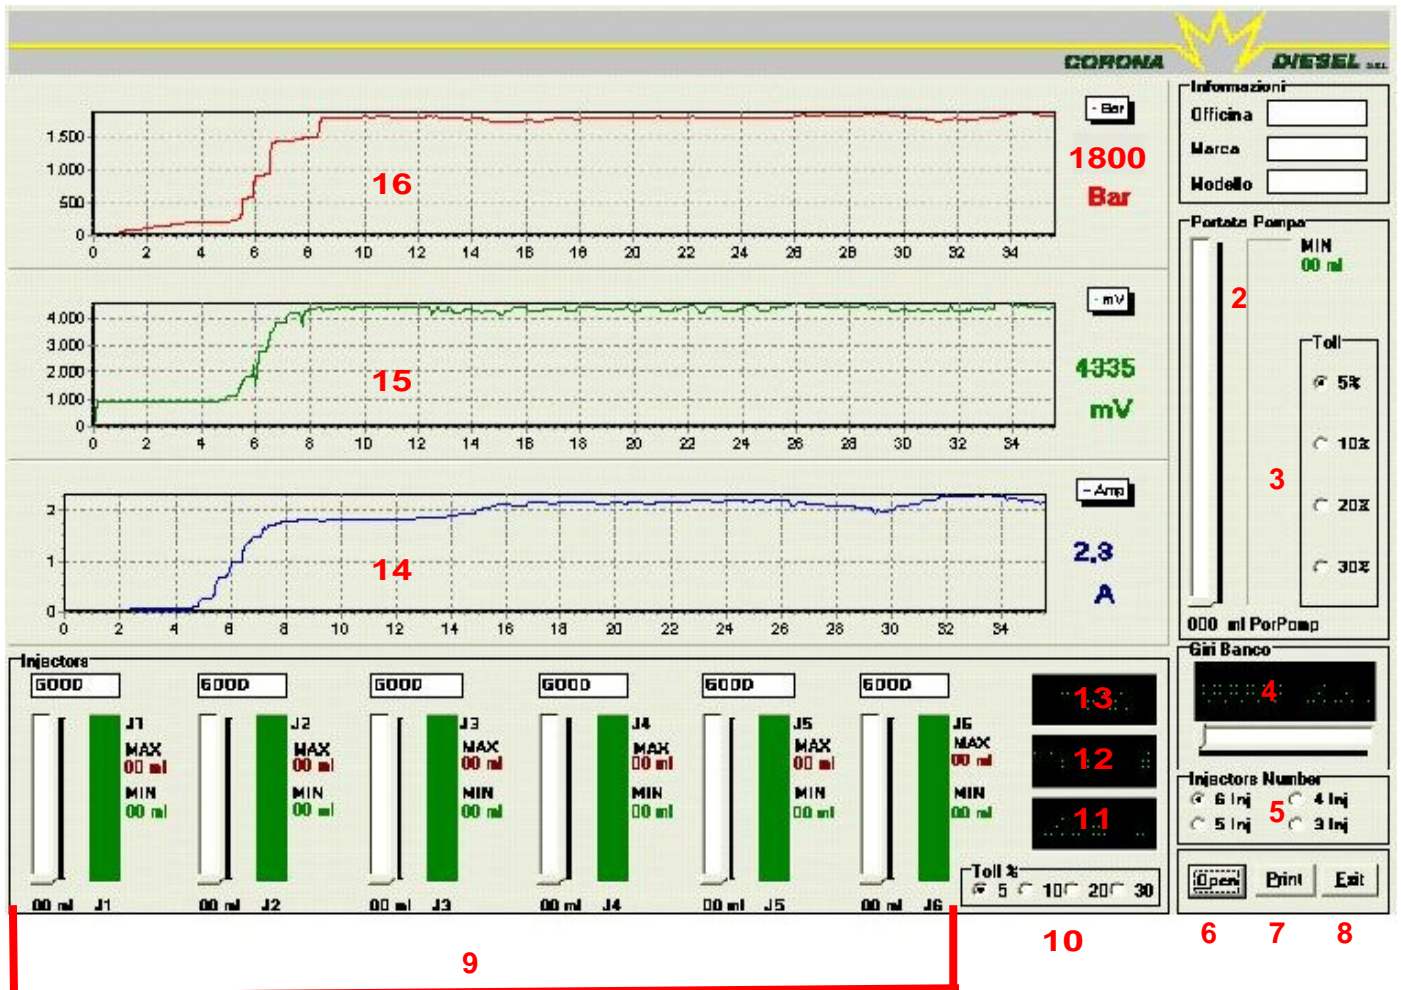 CORONA DIESEL S.R.L.
- Bar
1.500
1.000
500
0
0 2 4 6 8 10 12 14 16 18 20 22 24 26 28 30 32 34
16
1800
Bar
- mV
4.000
3.000
2.000
1.000
0
0 2 4 6 8 10 12 14 16 18 20 22 24 26 28 30 32 34
15
4335
mV
- Amp
2
1
0
0 2 4 6 8 10 12 14 16 18 20 22 24 26 28 30 32 34
14
2,3
A
Informazioni
Officina
Marca
Modello
Portata Pompa
MIN
00 ml
2
Toll
5%
10%
20%
30%
3
000 ml PorPomp
Giri Banco
4
Injectors Number
6 Inj 4 Inj
5 Inj 3 Inj
5
Open Print Exit
6 7 8
Injectors
GOOD GOOD GOOD GOOD GOOD GOOD
J1 J2 J3 J4 J5 J6
MAX MAX MAX MAX MAX MAX
00 ml 00 ml 00 ml 00 ml 00 ml 00 ml
MIN MIN MIN MIN MIN MIN
00 ml 00 ml 00 ml 00 ml 00 ml 00 ml
00 ml J1 00 ml J2 00 ml J3 00 ml J4 00 ml J5 00 ml J6
13
12
11
Toll %
5 10 20 30
9
10